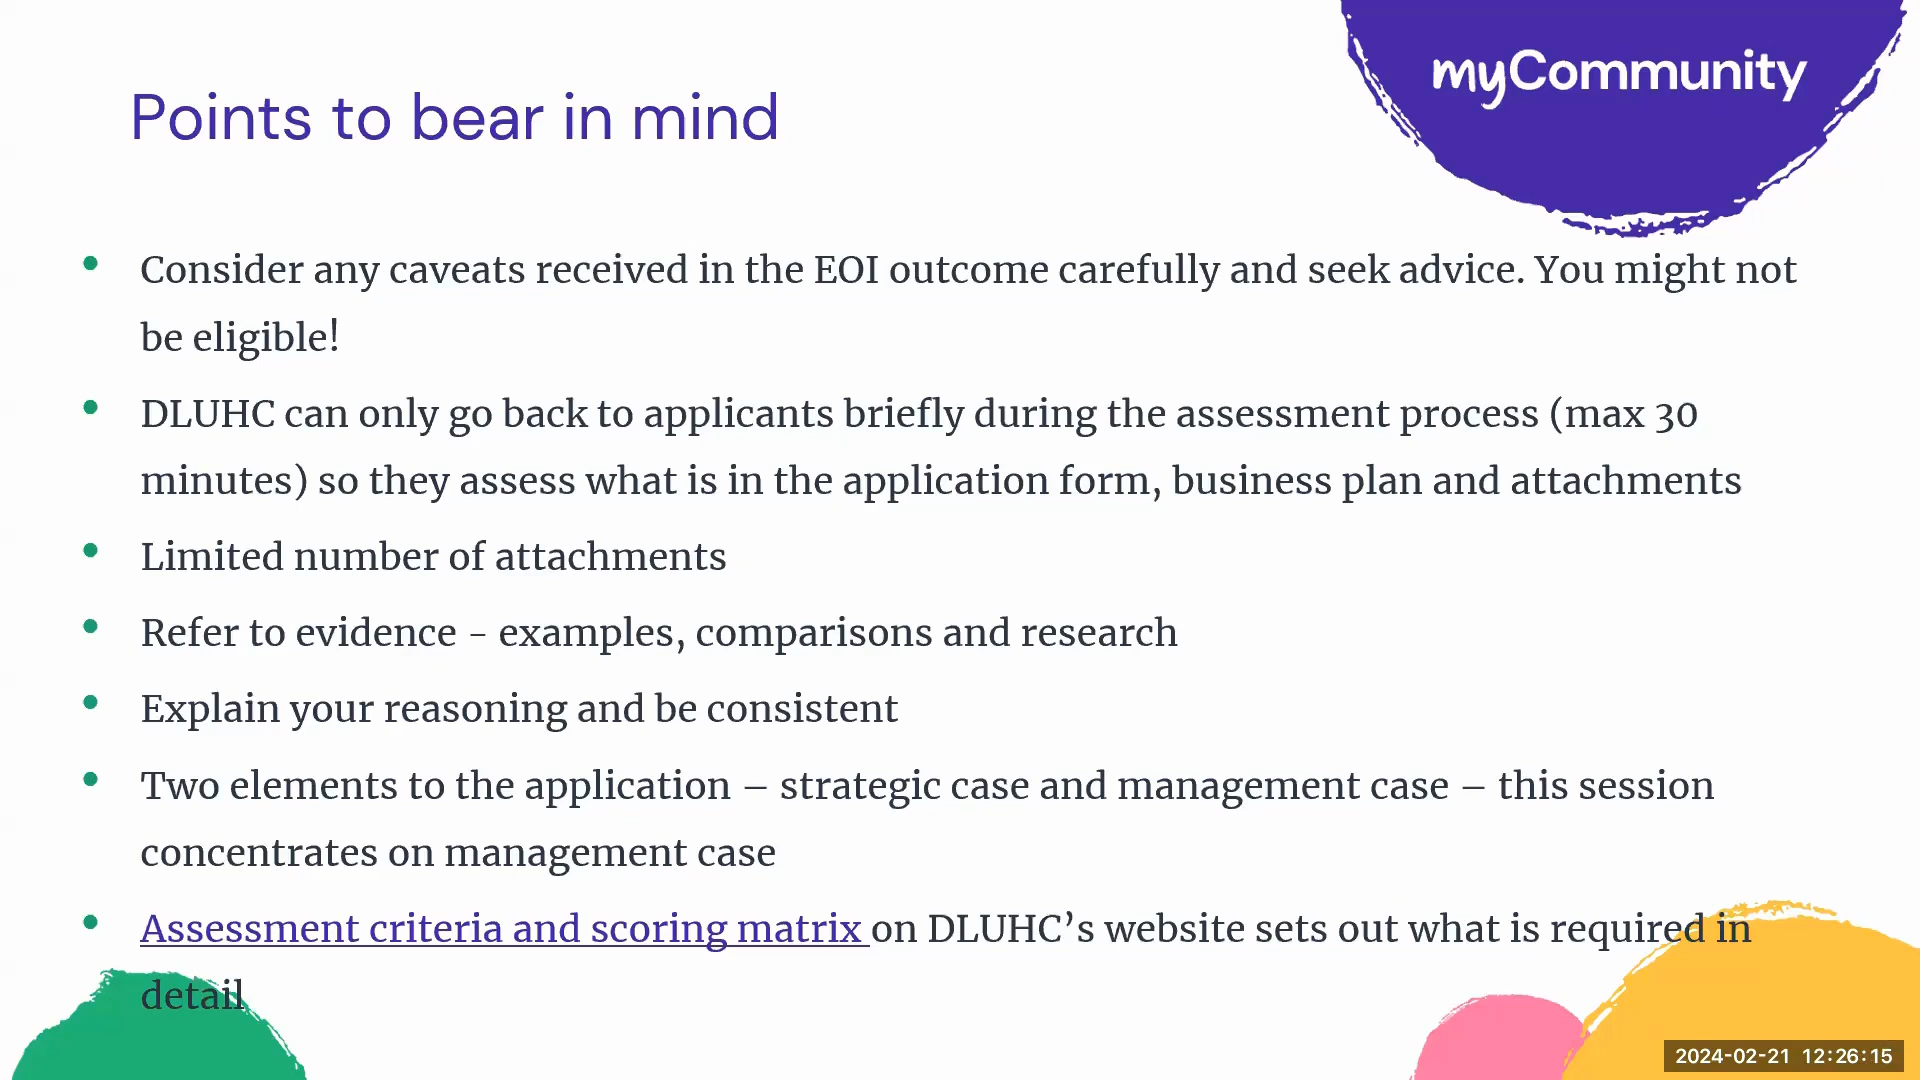 myCommunity
Points to bear in mind
• Consider any caveats received in the EOI outcome carefully and seek advice. You might not
be eligible!
• DLUHC can only go back to applicants briefly during the assessment process (max 30
minutes) so they assess what is in the application form, business plan and attachments
• Limited number of attachments
• Refer to evidence - examples, comparisons and research
• Explain your reasoning and be consistent
• Two elements to the application – strategic case and management case – this session
concentrates on management case
• Assessment criteria and scoring matrix on DLUHC’s website sets out what is required in
detail
2024-02-21 12:26:15